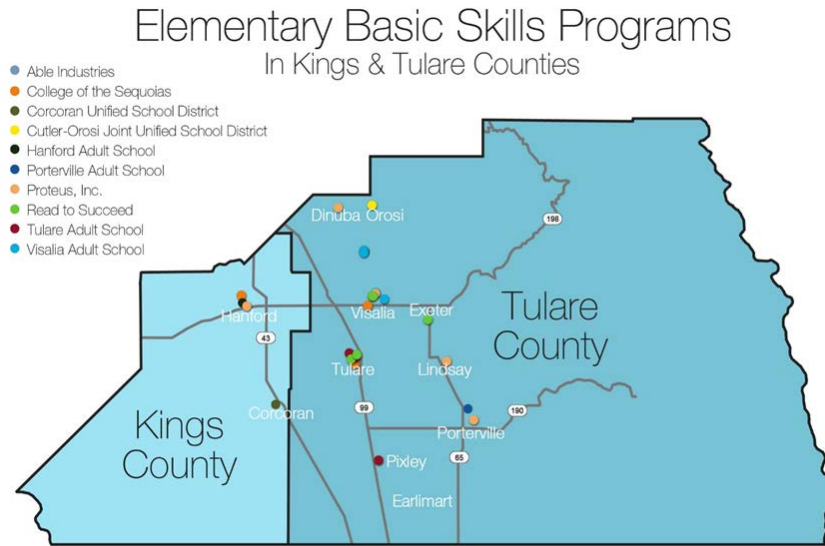 Elementary Basic Skills Programs
In Kings & Tulare Counties
Able Industries
College of the Sequoias
Corcoran Unified School District
Cutler-Orosi Joint Unified School District
Hanford Adult School
Porterville Adult School
Proteus, Inc.
Read to Succeed
Tulare Adult School
Visalia Adult School
Dinuba Orosi
198
Hanford
Visalia
Exeter
Tulare
County
43
Tulare
Lindsay
99
190
Corcoran
Kings
County
Porterville
65
Pixley
Earlimart